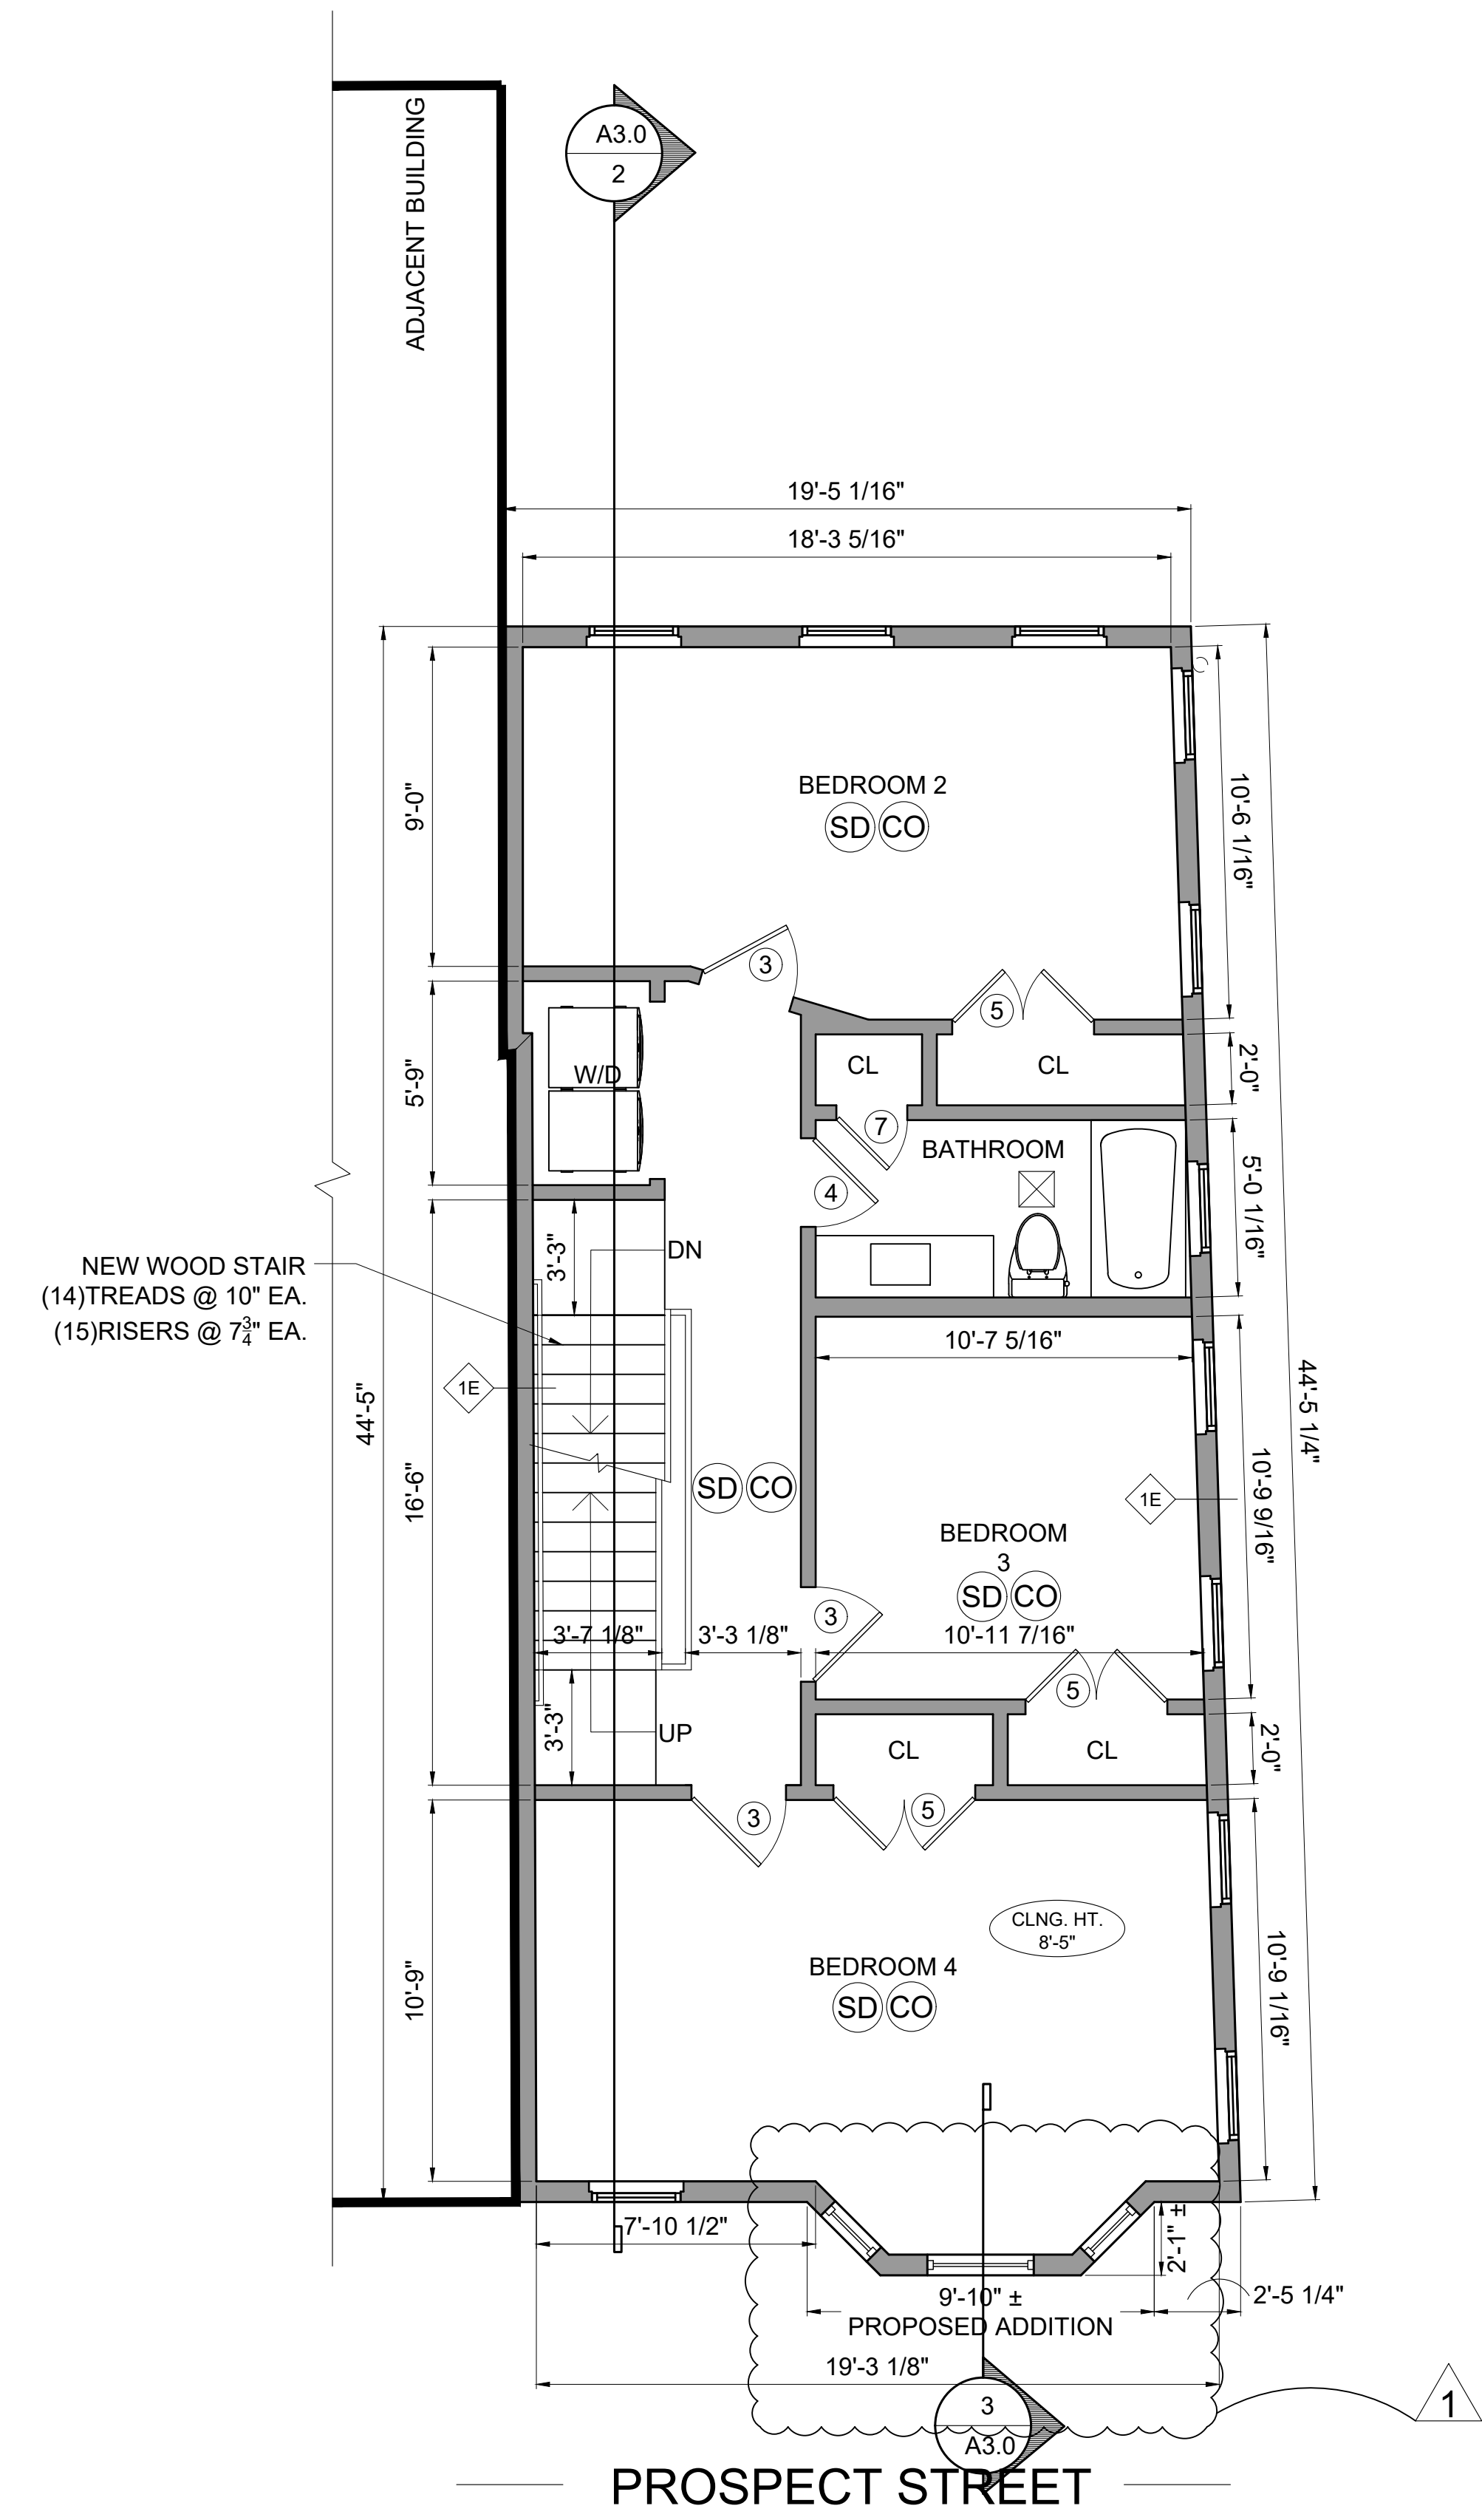 ADJACENT BUILDING
A3.0
2
19'-5 1/16"
18'-3 5/16"
9'-0"
10'-6 1/16"
BEDROOM 2
SD CO
3
5
CL
CL
2'-0"
5'-9"
W/D
7
BATHROOM
4
5'-0 1/16"
3'-3"
DN
NEW WOOD STAIR
(14)TREADS @ 10" EA.
(15)RISERS @ 7 3/4" EA.
10'-7 5/16"
1E
44'-5"
44'-5 1/4"
16'-6"
SD CO
1E
10'-9 9/16"
BEDROOM
3
SD CO
3
3'-7 1/8"
3'-3 1/8"
10'-11 7/16"
5
3'-3"
UP
CL
CL
2'-0"
3
5
CLNG. HT.
8'-5"
BEDROOM 4
SD CO
10'-9"
10'-9 1/16"
7'-10 1/2"
2'-1" ±
9'-10" ±
2'-5 1/4"
PROPOSED ADDITION
19'-3 1/8"
3
A3.0
1
PROSPECT STREET